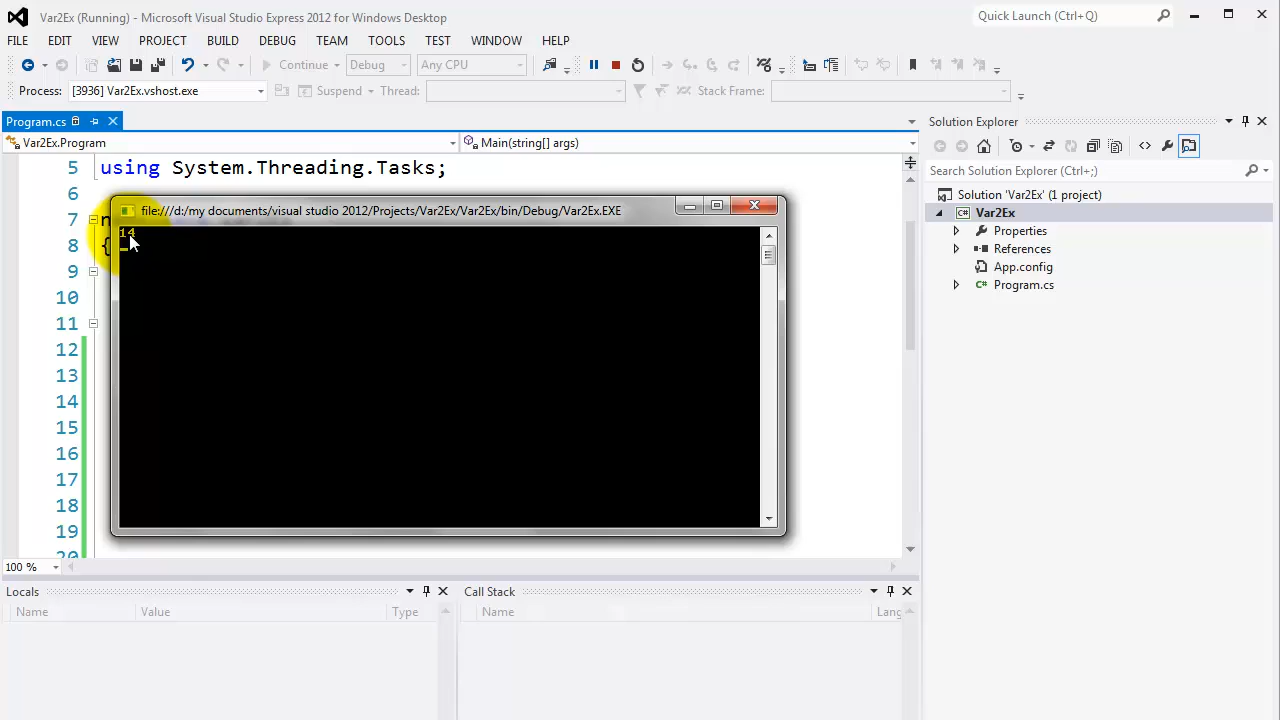 Var2Ex (Running) - Microsoft Visual Studio Express 2012 for Windows Desktop
Quick Launch (Ctrl+Q)
FILE EDIT VIEW PROJECT BUILD DEBUG TEAM TOOLS TEST WINDOW HELP
Continue Debug Any CPU
Process: [3936] Var2Ex.vshost.exe Suspend Thread: Stack Frame:
Program.cs
Var2Ex.Program Main(string[] args)
5 using System.Threading.Tasks;
6
7 n
8 {
9
10
11
12
13
14
15
16
17
18
19
20
file:///d:/my documents/visual studio 2012/Projects/Var2Ex/Var2Ex/bin/Debug/Var2Ex.EXE
14
100 %
Solution Explorer
Search Solution Explorer (Ctrl+;)
Solution 'Var2Ex' (1 project)
Var2Ex
Properties
References
App.config
Program.cs
Locals
Name Value Type
Call Stack
Name Lang